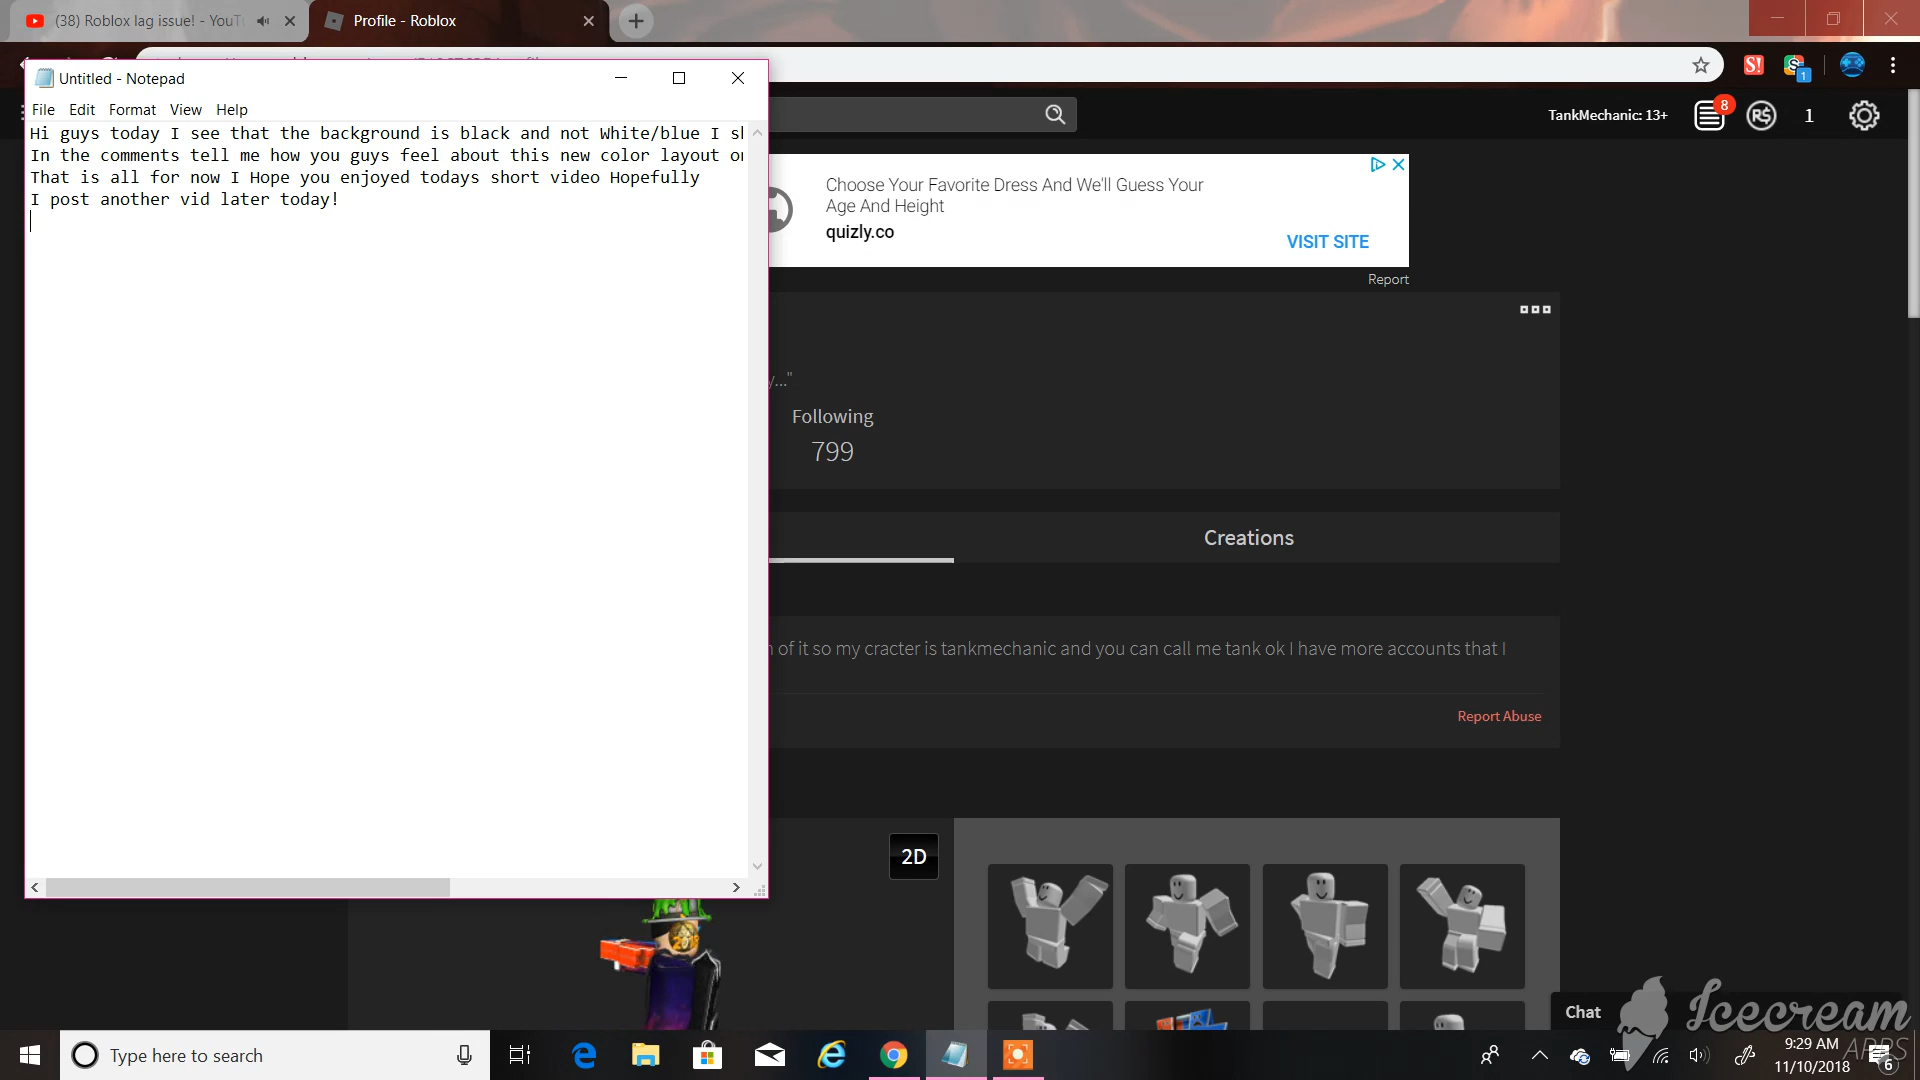 (38) Roblox lag issue! - YouTu
Profile - Roblox
Untitled - Notepad
File Edit Format View Help
Hi guys today I see that the background is black and not White/blue I
In the comments tell me how you guys feel about this new color layout
That is all for now I Hope you enjoyed todays short video Hopefully
I post another vid later today!
S!
1
TankMechanic: 13+
8
R$
1
Choose Your Favorite Dress And We'll Guess Your
Age And Height
quizly.co
VISIT SITE
Report
y..."
Following
799
Creations
of it so my cracter is tankmechanic and you can call me tank ok I have more accounts that I
Report Abuse
2D
2018
Chat
Icecream
APPS
Type here to search
9:29 AM
11/10/2018
6